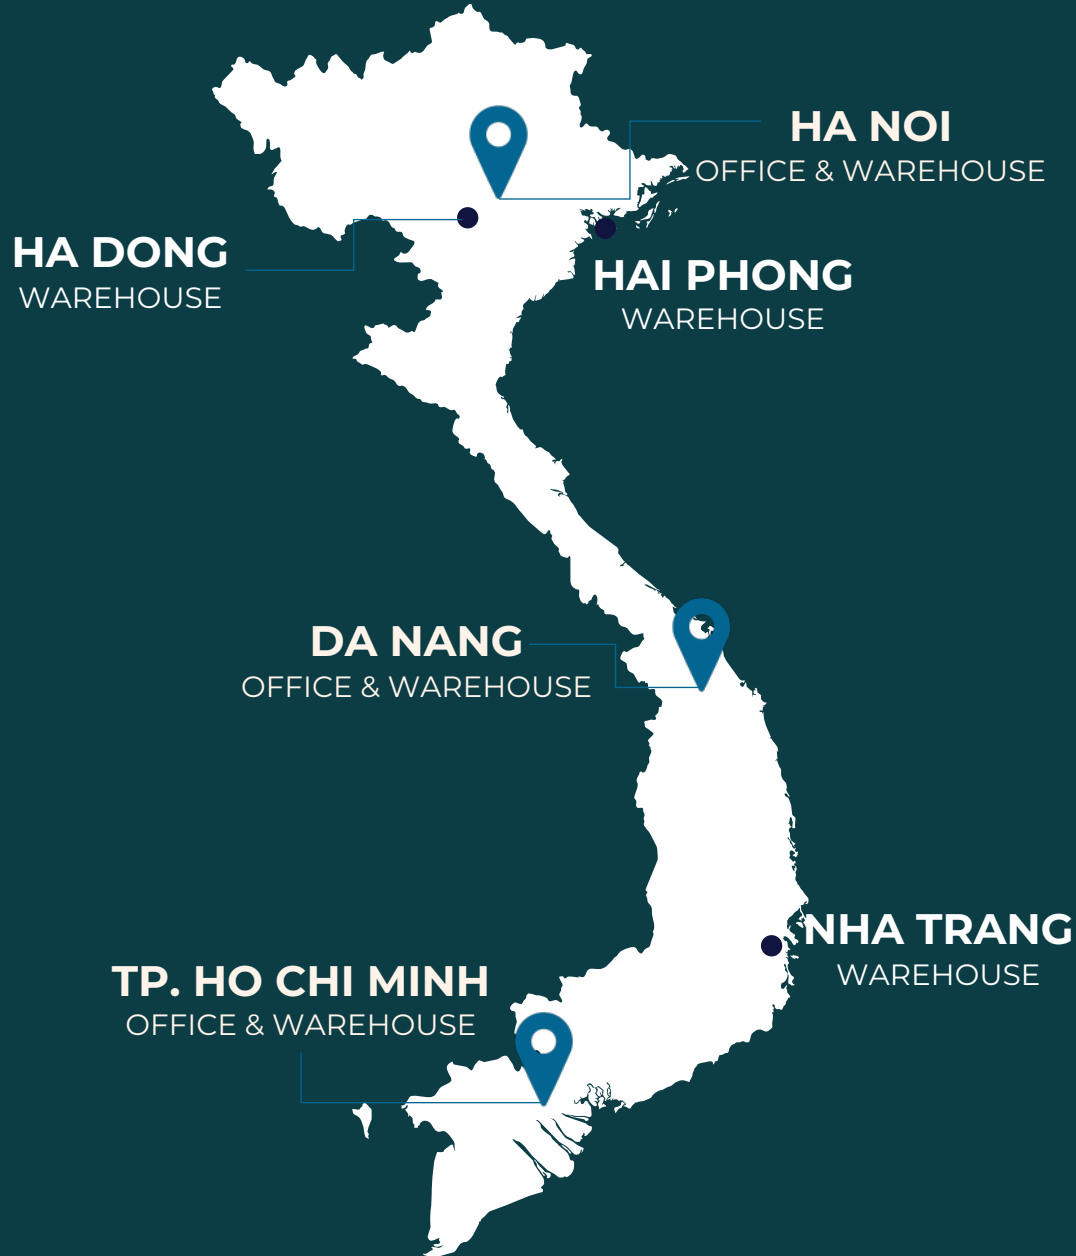 HA NOI
OFFICE & WAREHOUSE
HA DONG
WAREHOUSE
HAI PHONG
WAREHOUSE
DA NANG
OFFICE & WAREHOUSE
NHA TRANG
WAREHOUSE
TP. HO CHI MINH
OFFICE & WAREHOUSE